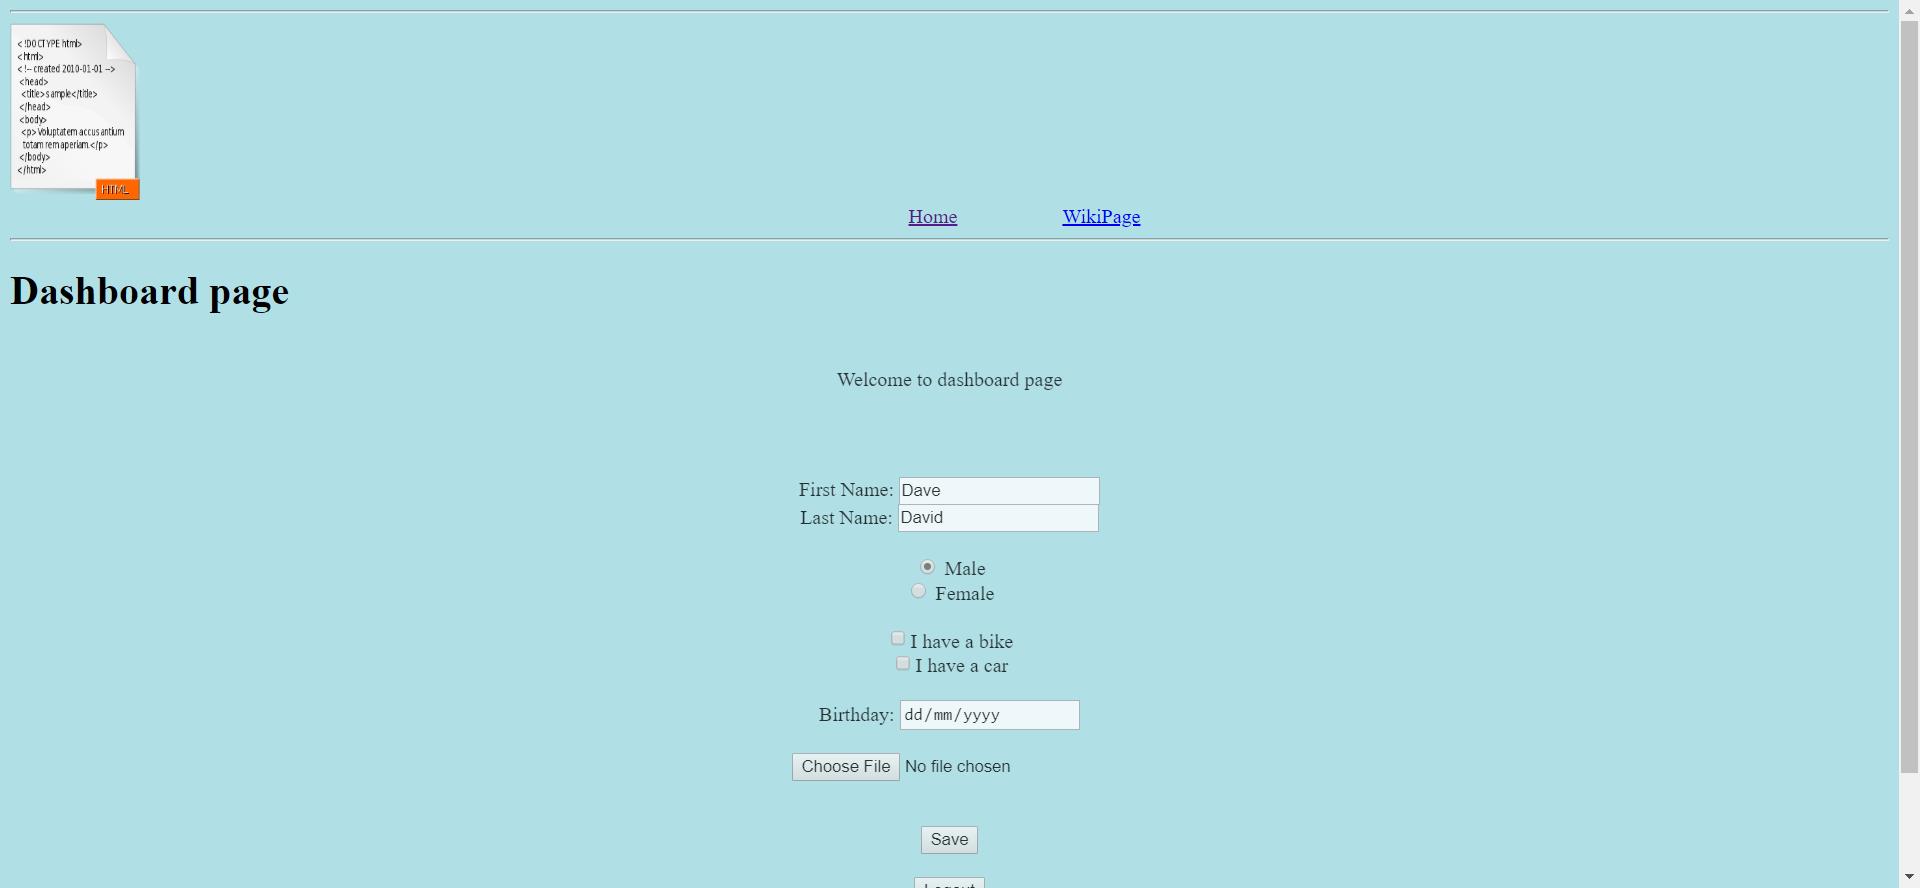 < !DOCTYPE html>
<html>
< !-- created 2010-01-01 -->
<head>
<title>sample</title>
</head>
<body>
<p>Voluptatem accusantium
totam rem aperiam.</p>
</body>
</html>
HTML
Home WikiPage
Dashboard page
Welcome to dashboard page
First Name: Dave
Last Name: David
Male
Female
I have a bike
I have a car
Birthday: dd/mm/yyyy
Choose File No file chosen
Save
Logout